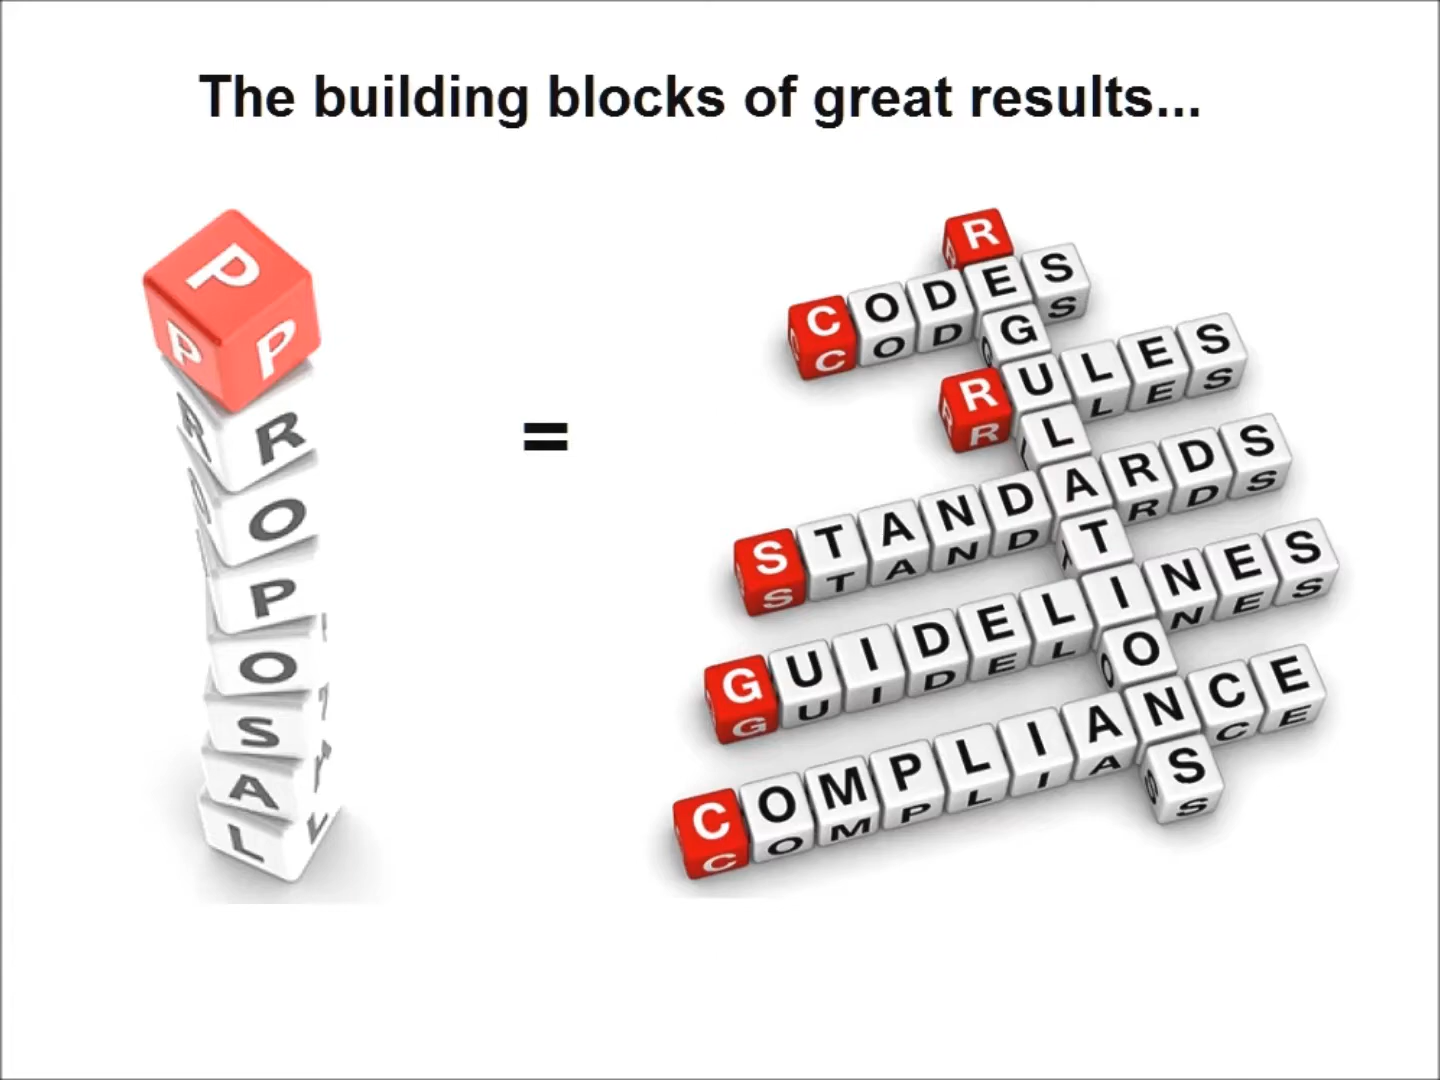 The building blocks of great results...
PROPOSAL
=
REGULATIONS
CODES
RULES
STANDARDS
GUIDELINES
COMPLIANCE